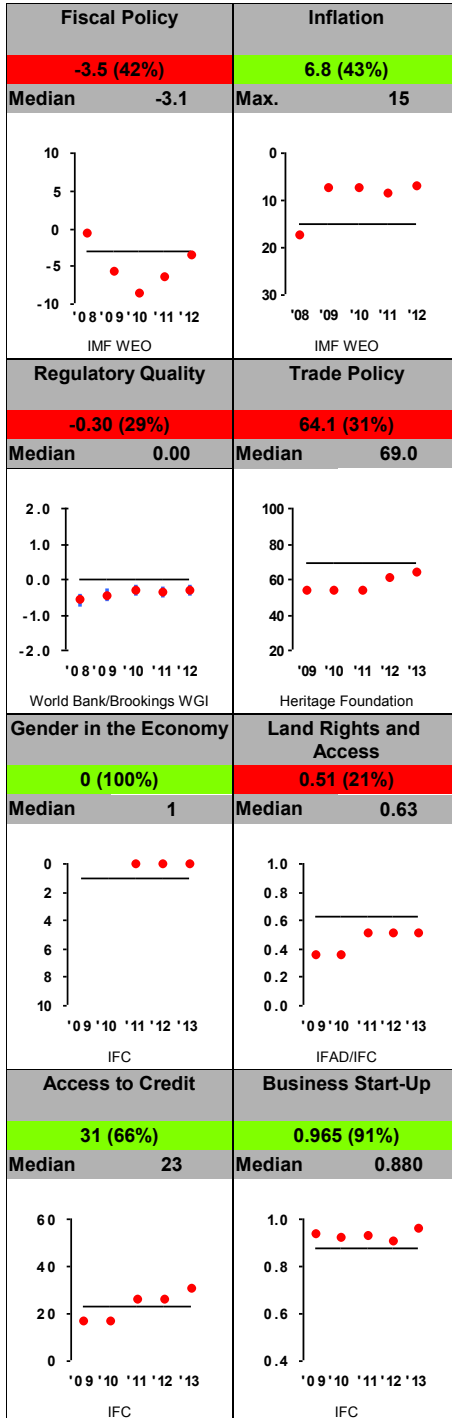 Fiscal Policy
-3.5 (42%)
Median -3.1
10
5
0
-5
-10
'08 '09 '10 '11 '12
IMF WEO
Inflation
6.8 (43%)
Max. 15
0
10
20
30
'08 '09 '10 '11 '12
IMF WEO
Regulatory Quality
-0.30 (29%)
Median 0.00
2.0
1.0
0.0
-1.0
-2.0
'08 '09 '10 '11 '12
World Bank/Brookings WGI
Trade Policy
64.1 (31%)
Median 69.0
100
80
60
40
20
'09 '10 '11 '12 '13
Heritage Foundation
Gender in the Economy
0 (100%)
Median 1
0
2
4
6
8
10
'09 '10 '11 '12 '13
IFC
Land Rights and
Access
0.51 (21%)
Median 0.63
1.0
0.8
0.6
0.4
0.2
0.0
'09 '10 '11 '12 '13
IFAD/IFC
Access to Credit
31 (66%)
Median 23
60
40
20
0
'09 '10 '11 '12 '13
IFC
Business Start-Up
0.965 (91%)
Median 0.880
1.0
0.8
0.6
0.4
'09 '10 '11 '12 '13
IFC